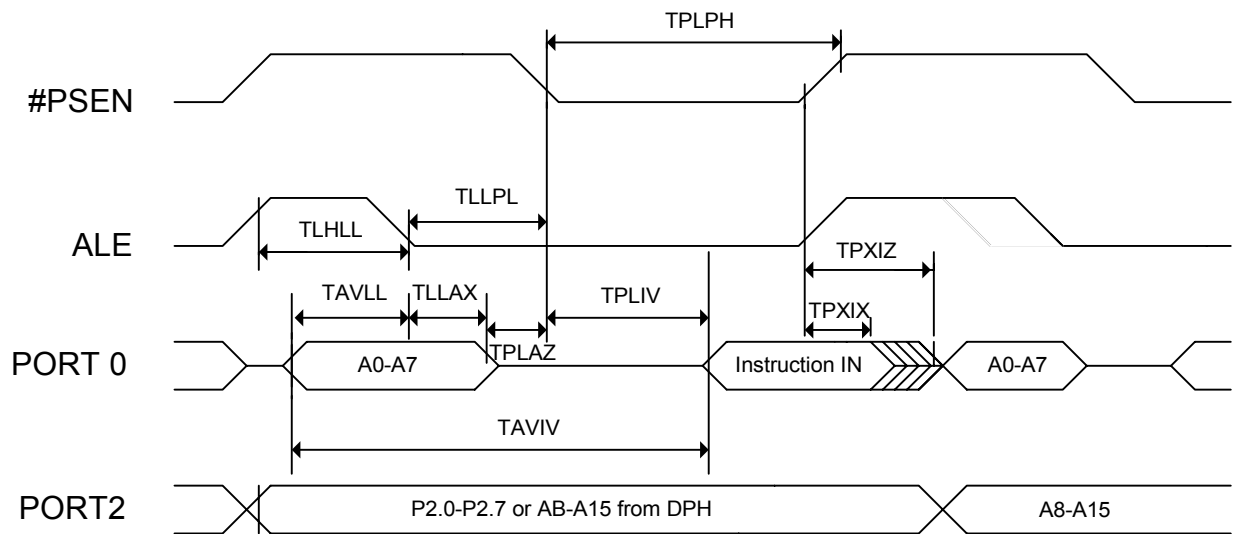 TPLPH
#PSEN
TLLPL
ALE
TLHLL
TPXIZ
TAVLL
TLLAX
TPLIV
TPXIX
TPLAZ
PORT 0
A0-A7
Instruction IN
A0-A7
TAVIV
PORT2
P2.0-P2.7 or AB-A15 from DPH
A8-A15